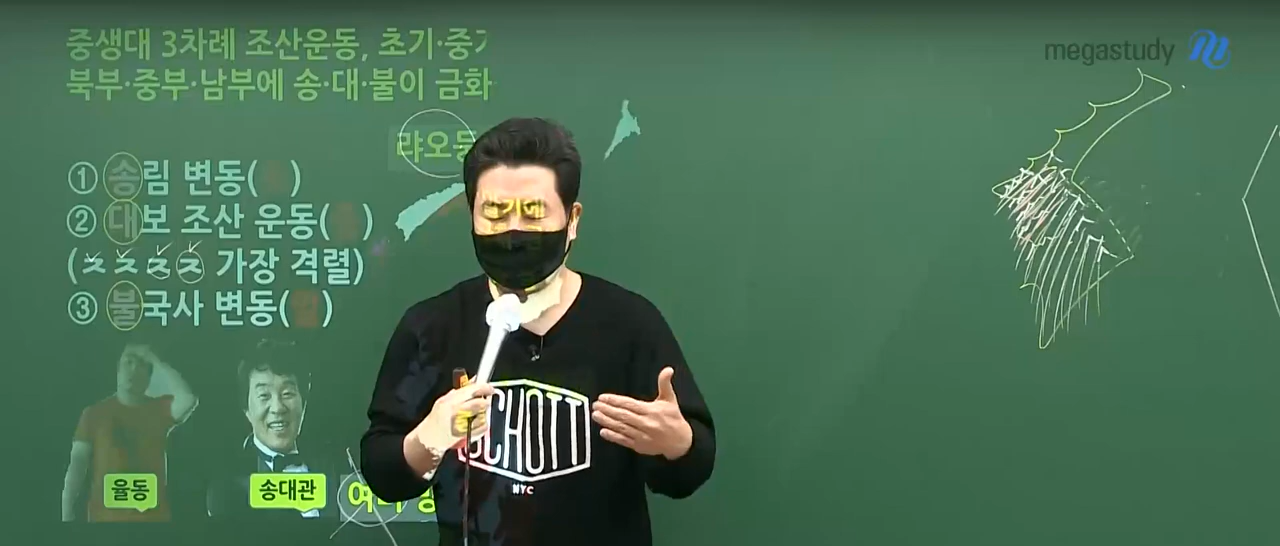 중생대 3차례 조산운동, 초기·중기
megastudy
북부·중부·남부에 송·대·불이 금화
랴오둥
① 송림 변동( )
② 대보 조산 운동( )
(ㅊㅊㅊㅊ 가장 격렬)
③ 불국사 변동( )
SCHOTT
NYC
율동
송대관